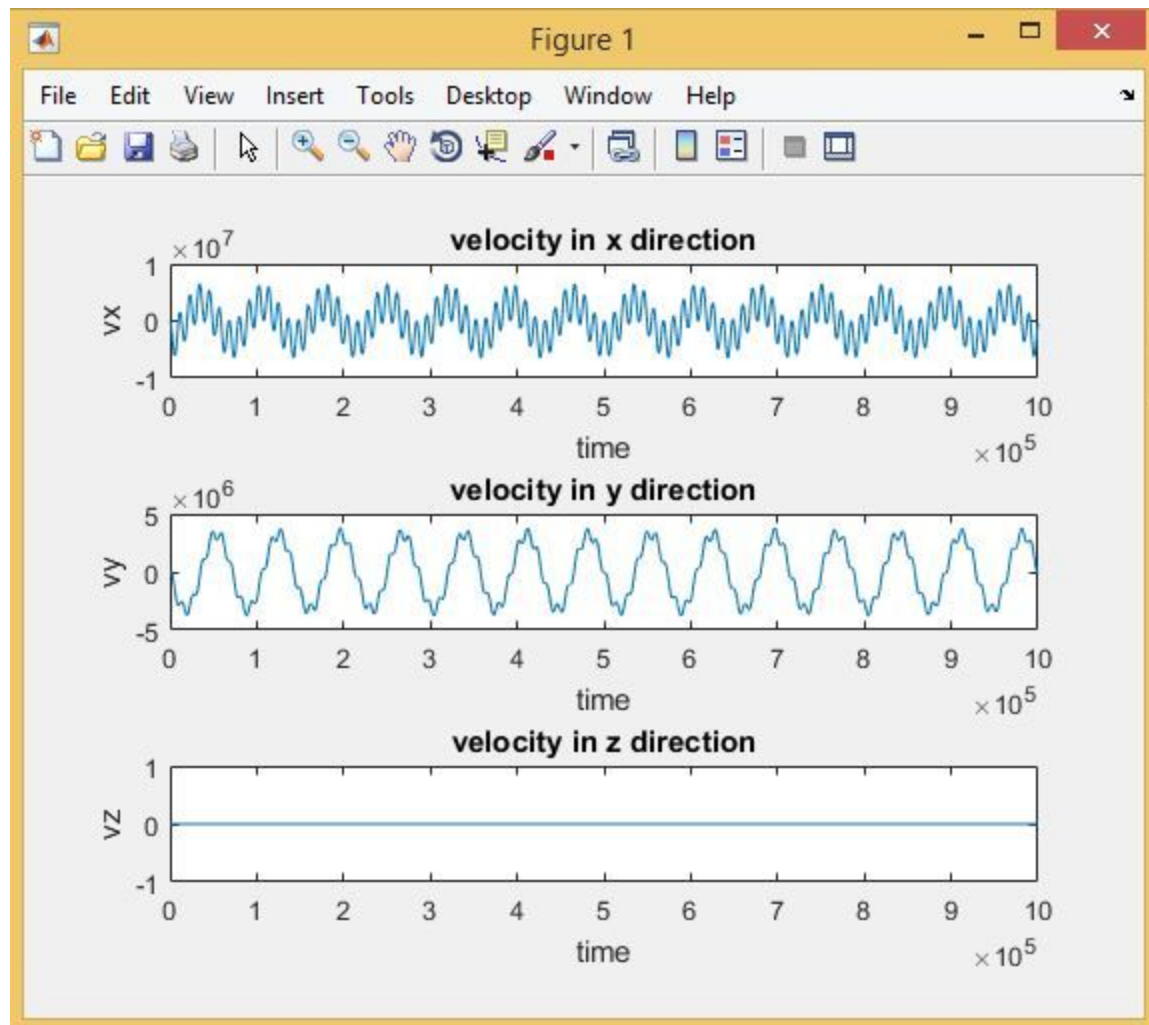 Figure 1
File Edit View Insert Tools Desktop Window Help
velocity in x direction
×10^7
1
0
-1
vx
0 1 2 3 4 5 6 7 8 9 10
time
×10^5
velocity in y direction
×10^6
5
0
-5
vy
0 1 2 3 4 5 6 7 8 9 10
time
×10^5
velocity in z direction
1
0
-1
vz
0 1 2 3 4 5 6 7 8 9 10
time
×10^5